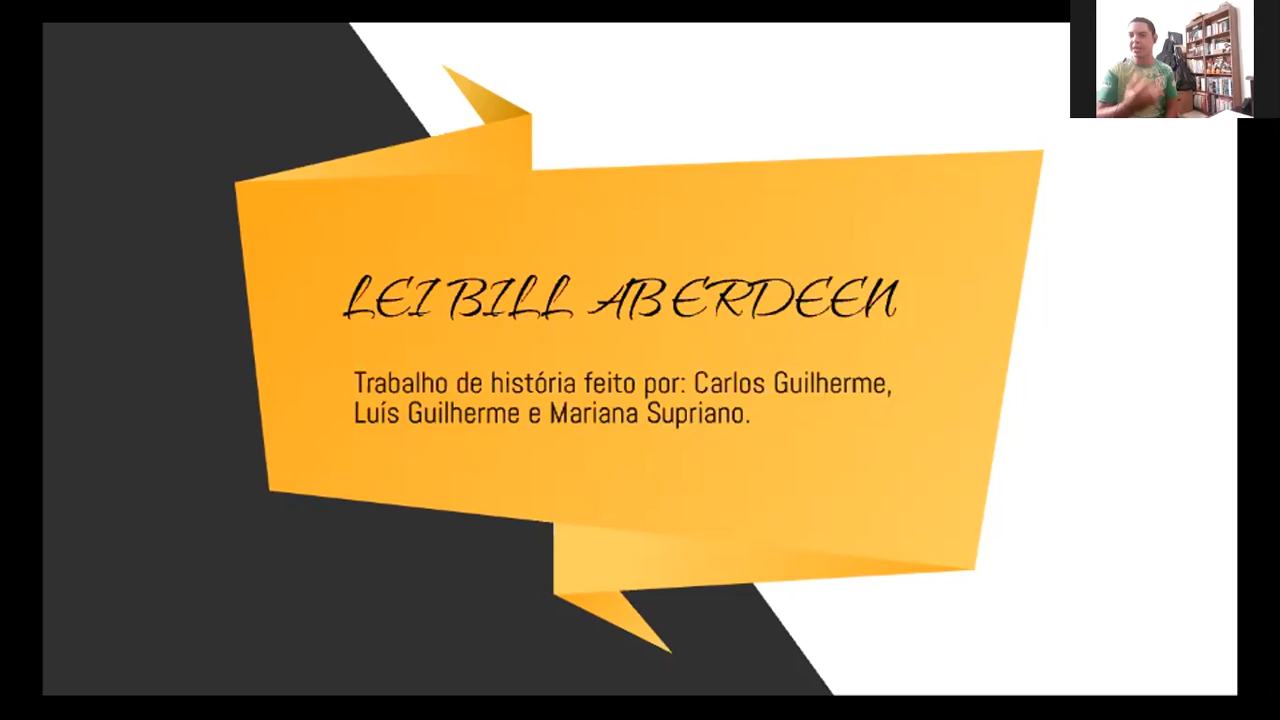 LEI BILL ABERDEEN
Trabalho de história feito por: Carlos Guilherme,
Luís Guilherme e Mariana Supriano.